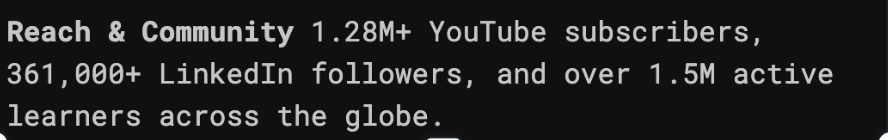 Reach & Community 1.28M+ YouTube subscribers,
361,000+ LinkedIn followers, and over 1.5M active
learners across the globe.